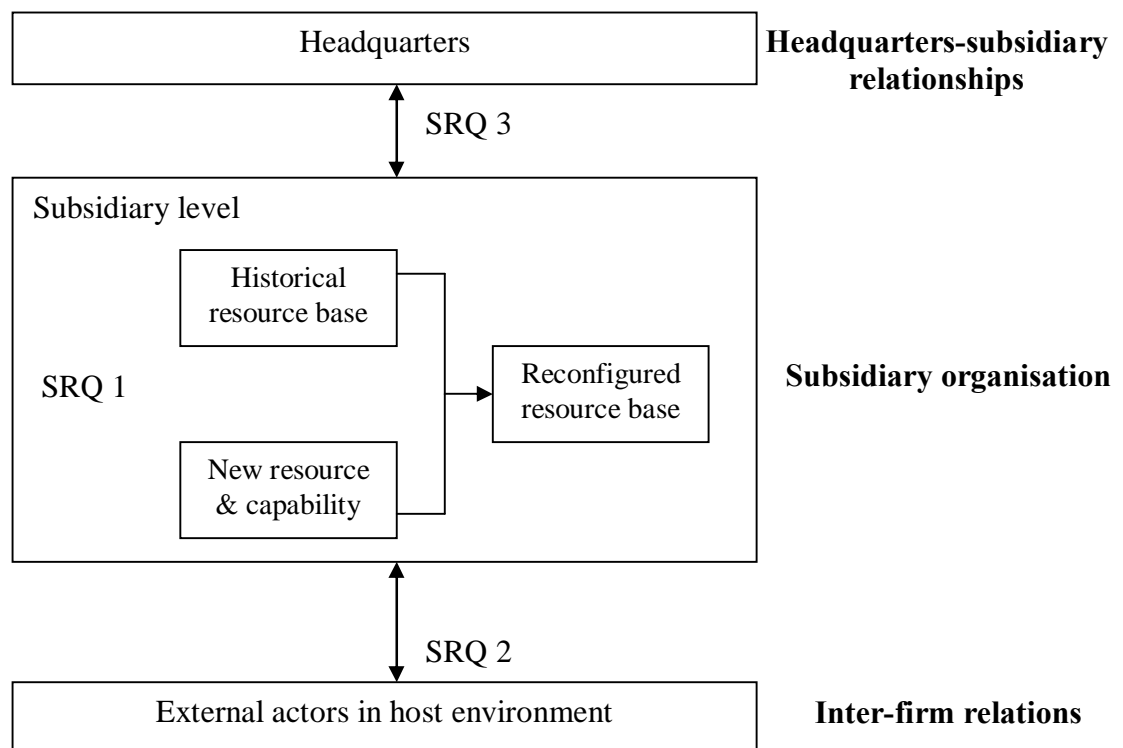 Headquarters
Headquarters-subsidiary
relationships
SRQ 3
Subsidiary level
Historical
resource base
SRQ 1
Reconfigured
resource base
Subsidiary organisation
New resource
& capability
SRQ 2
External actors in host environment
Inter-firm relations